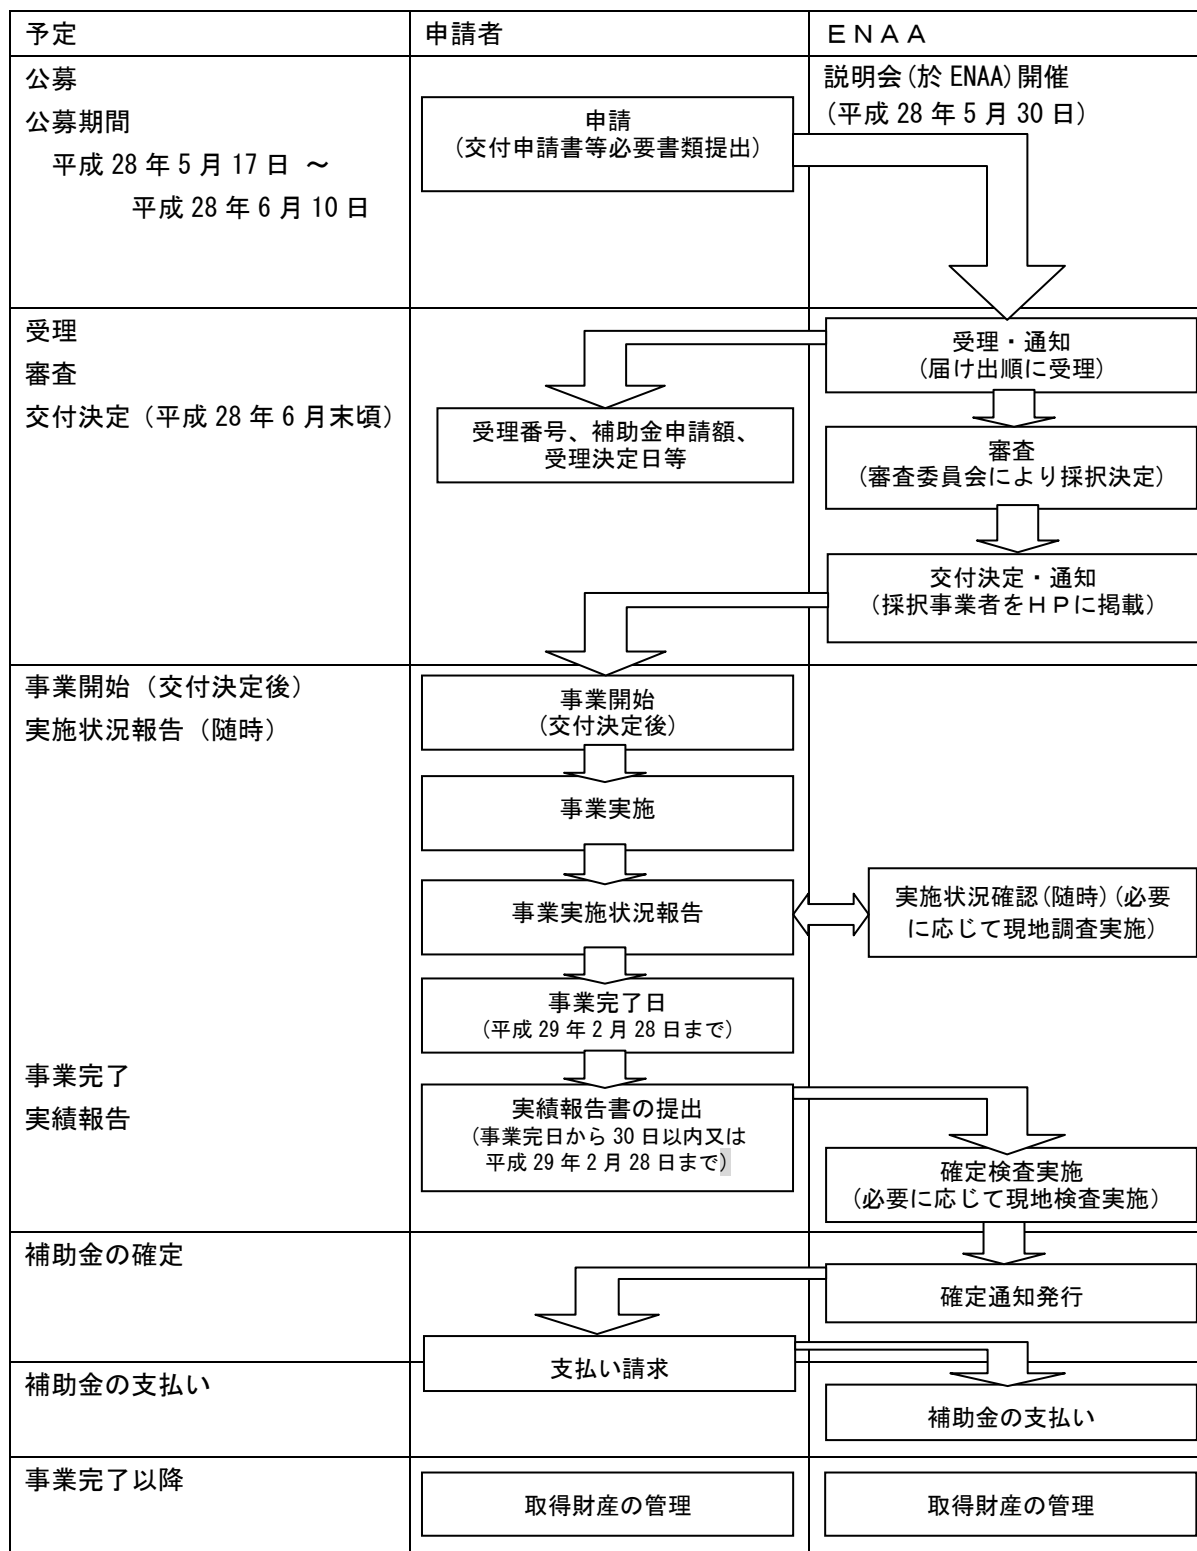 予定
申請者
ＥＮＡＡ
公募
公募期間
平成 28 年 5 月 17 日 ～
平成 28 年 6 月 10 日
申請
(交付申請書等必要書類提出)
説明会(於 ENAA)開催
(平成 28 年 5 月 30 日)
受理
審査
交付決定（平成 28 年 6 月末頃）
受理番号、補助金申請額、
受理決定日等
受理・通知
(届け出順に受理)
審査
(審査委員会により採択決定)
交付決定・通知
(採択事業者をＨＰに掲載)
事業開始（交付決定後）
実施状況報告（随時）
事業開始
(交付決定後)
事業実施
事業実施状況報告
実施状況確認(随時)(必要
に応じて現地調査実施)
事業完了日
(平成 29 年 2 月 28 日まで)
事業完了
実績報告
実績報告書の提出
(事業完日から 30 日以内又は
平成 29 年 2 月 28 日まで)
確定検査実施
(必要に応じて現地検査実施)
補助金の確定
確定通知発行
支払い請求
補助金の支払い
補助金の支払い
事業完了以降
取得財産の管理
取得財産の管理